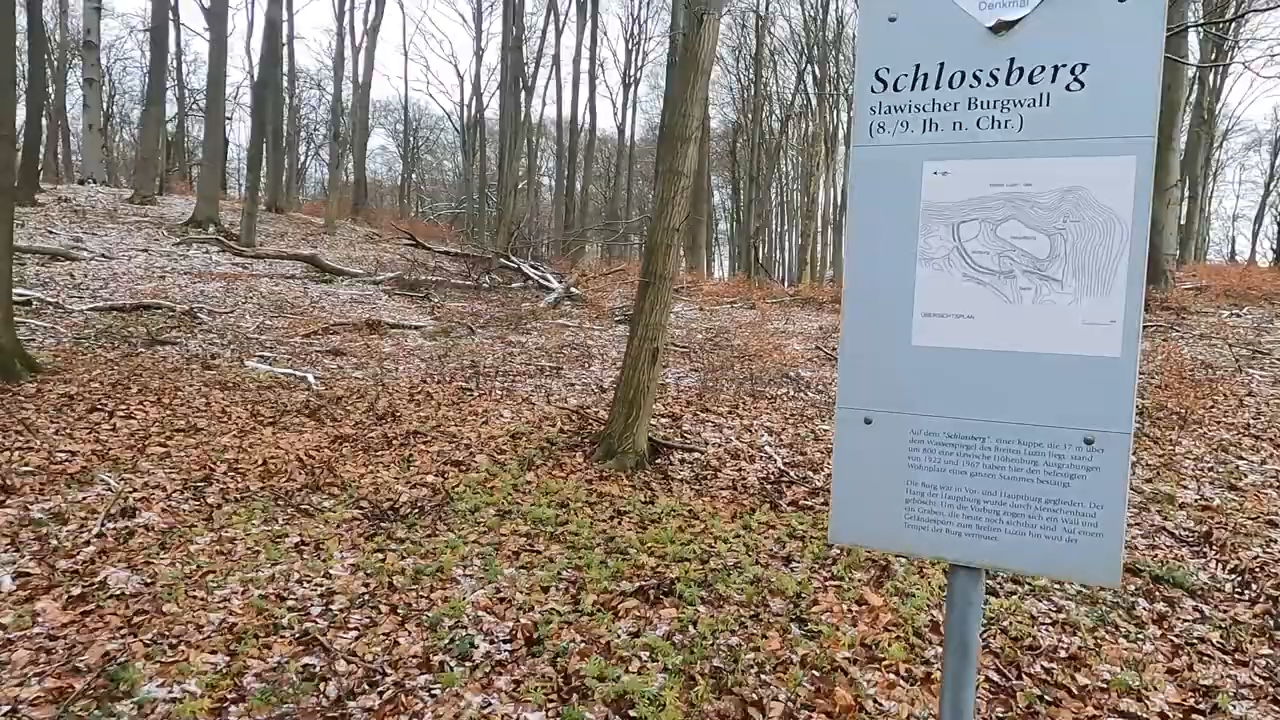 Denkmal
Schlossberg
slawischer Burgwall
(8./9. Jh. n. Chr.)
ÜBERSICHTSPLAN
Auf dem "Schlossberg", einer Kuppe, die 37 m über
dem Wasserspiegel des Breiten Luzin liegt, stand
um 800 eine slawische Höhenburg. Ausgrabungen
von 1922 und 1967 haben hier den befestigten
Wohnplatz eines ganzen Stammes bestätigt.
Die Burg war in Vor- und Hauptburg gegliedert. Der
Hang der Hauptburg wurde durch Menschenhand
geböscht. Um die Vorburg zogen sich ein Wall und
ein Graben, die heute noch sichtbar sind. Auf einem
Geländesporn zum Breiten Luzin hin wird der
Tempel der Burg vermutet.